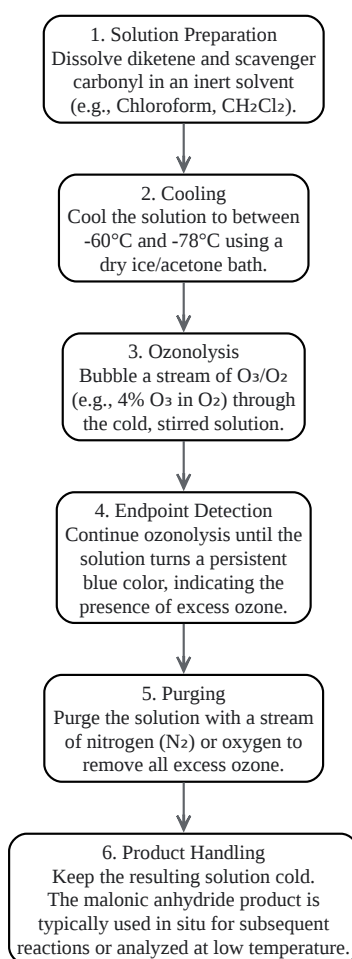 1. Solution Preparation
Dissolve diketene and scavenger
carbonyl in an inert solvent
(e.g., Chloroform, CH₂Cl₂).
2. Cooling
Cool the solution to between
-60°C and -78°C using a
dry ice/acetone bath.
3. Ozonolysis
Bubble a stream of O₃/O₂
(e.g., 4% O₃ in O₂) through
the cold, stirred solution.
4. Endpoint Detection
Continue ozonolysis until the
solution turns a persistent
blue color, indicating the
presence of excess ozone.
5. Purging
Purge the solution with a stream
of nitrogen (N₂) or oxygen to
remove all excess ozone.
6. Product Handling
Keep the resulting solution cold.
The malonic anhydride product is
typically used in situ for subsequent
reactions or analyzed at low temperature.